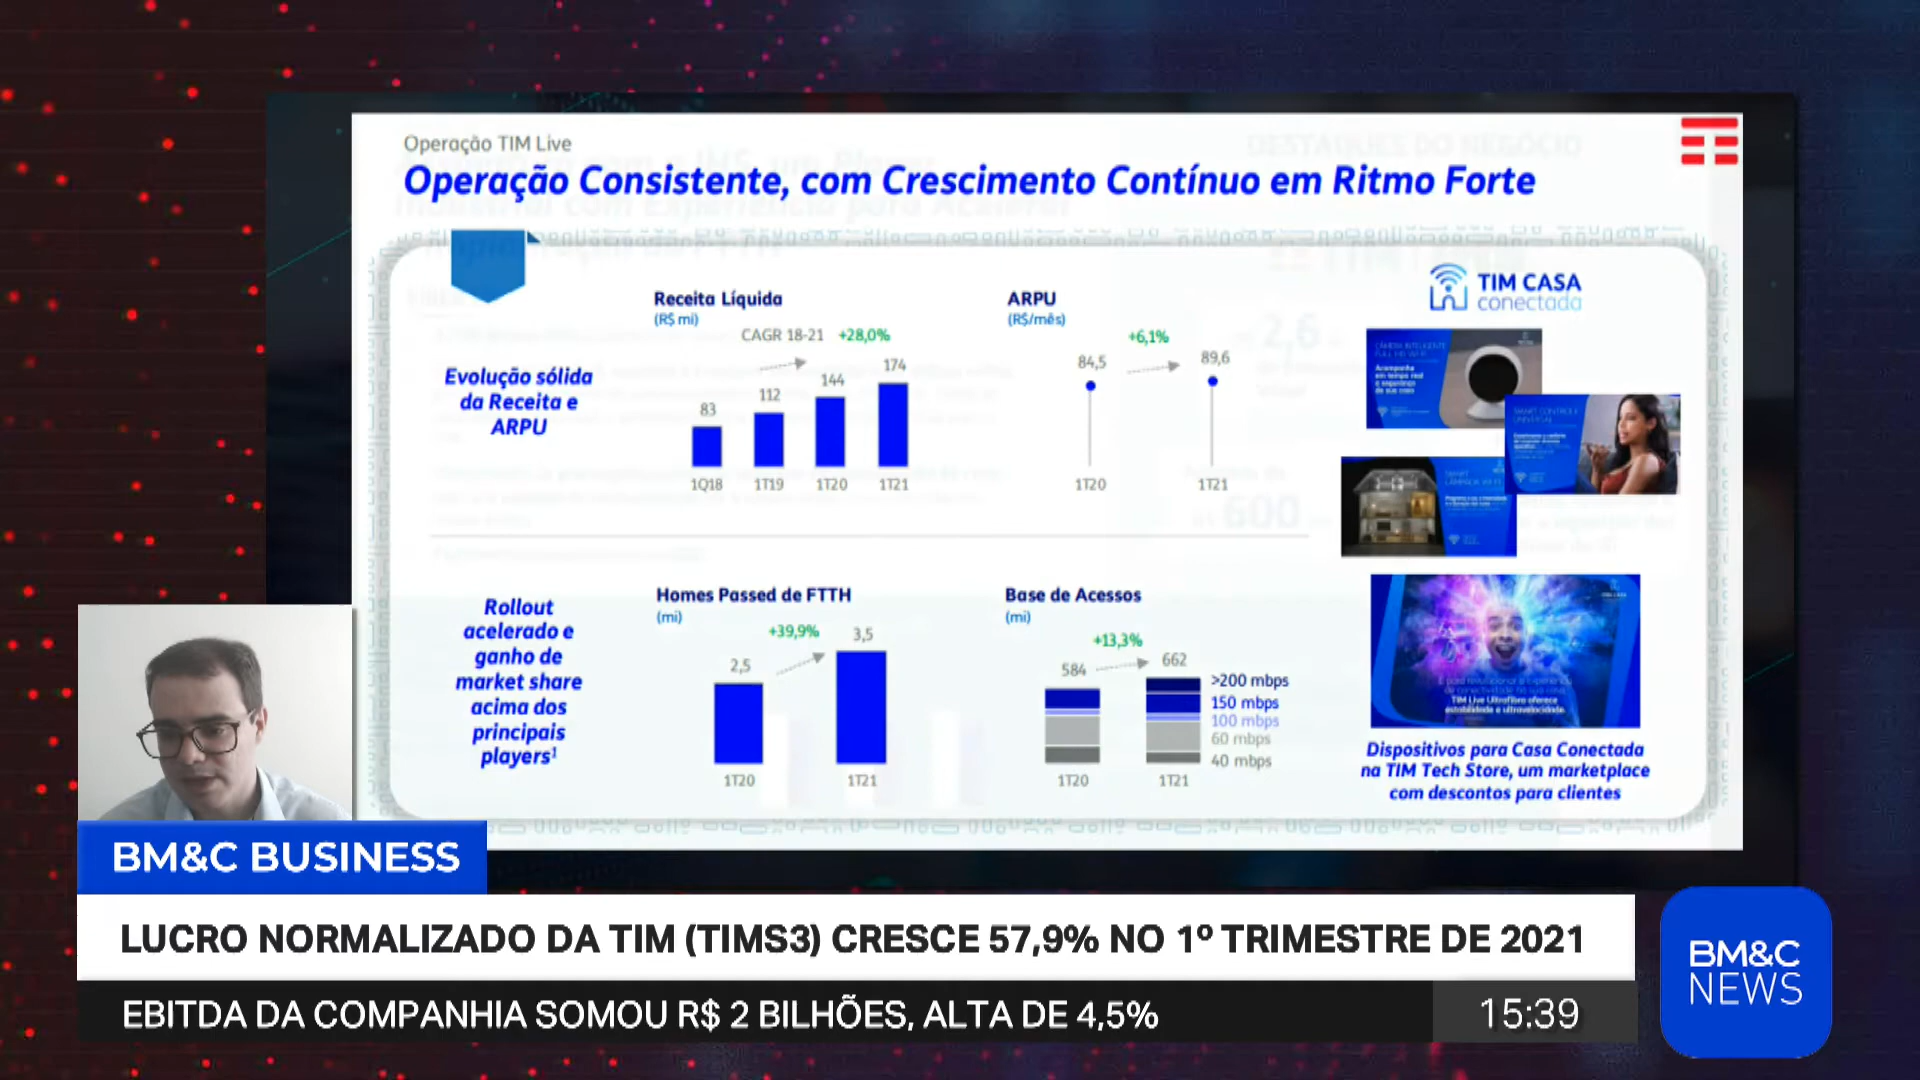 Operação TIM Live
Operação Consistente, com Crescimento Contínuo em Ritmo Forte
Evolução sólida
da Receita e
ARPU
Receita Líquida
(R$ mi)
CAGR 18-21 +28,0%
83
112
144
174
1Q18
1T19
1T20
1T21
ARPU
(R$/mês)
+6,1%
84,5
89,6
1T20
1T21
TIM CASA
conectada
Rollout
acelerado e
ganho de
market share
acima dos
principais
players¹
Homes Passed de FTTH
(mi)
+39,9%
2,5
3,5
1T20
1T21
Base de Acessos
(mi)
+13,3%
584
662
>200 mbps
150 mbps
100 mbps
60 mbps
40 mbps
1T20
1T21
TIM Live Ultrafibra oferece
estabilidade e ultravelocidade.
Dispositivos para Casa Conectada
na TIM Tech Store, um marketplace
com descontos para clientes
BM&C BUSINESS
LUCRO NORMALIZADO DA TIM (TIMS3) CRESCE 57,9% NO 1º TRIMESTRE DE 2021
EBITDA DA COMPANHIA SOMOU R$ 2 BILHÕES, ALTA DE 4,5%
15:39
BM&C
NEWS